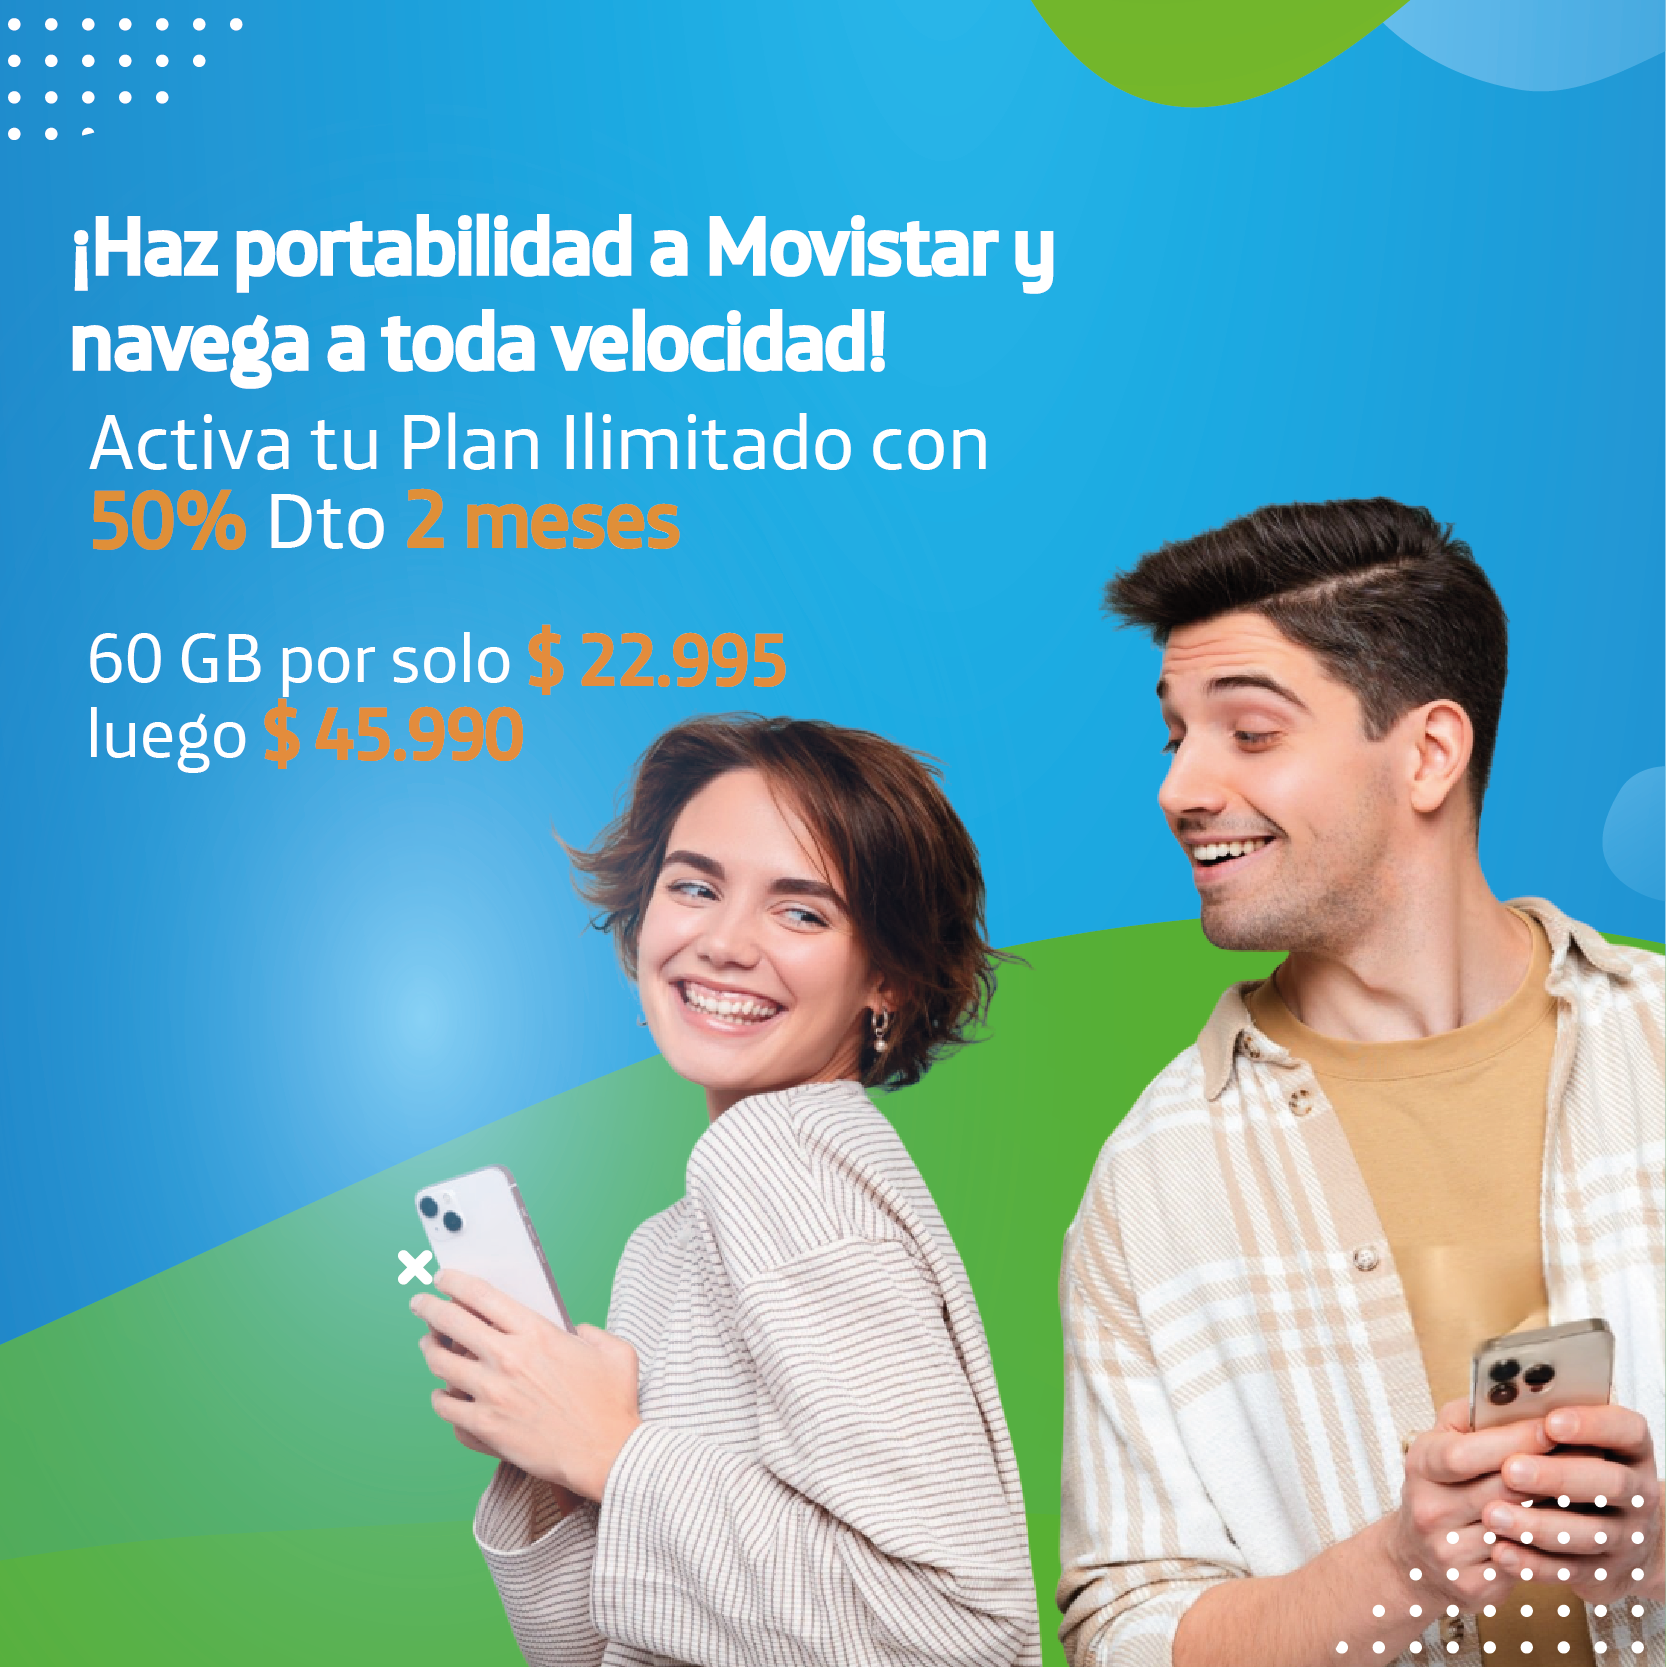 ¡Haz portabilidad a Movistar y
navega a toda velocidad!
Activa tu Plan Ilimitado con
50% Dto 2 meses
60 GB por solo $ 22.995
luego $ 45.990